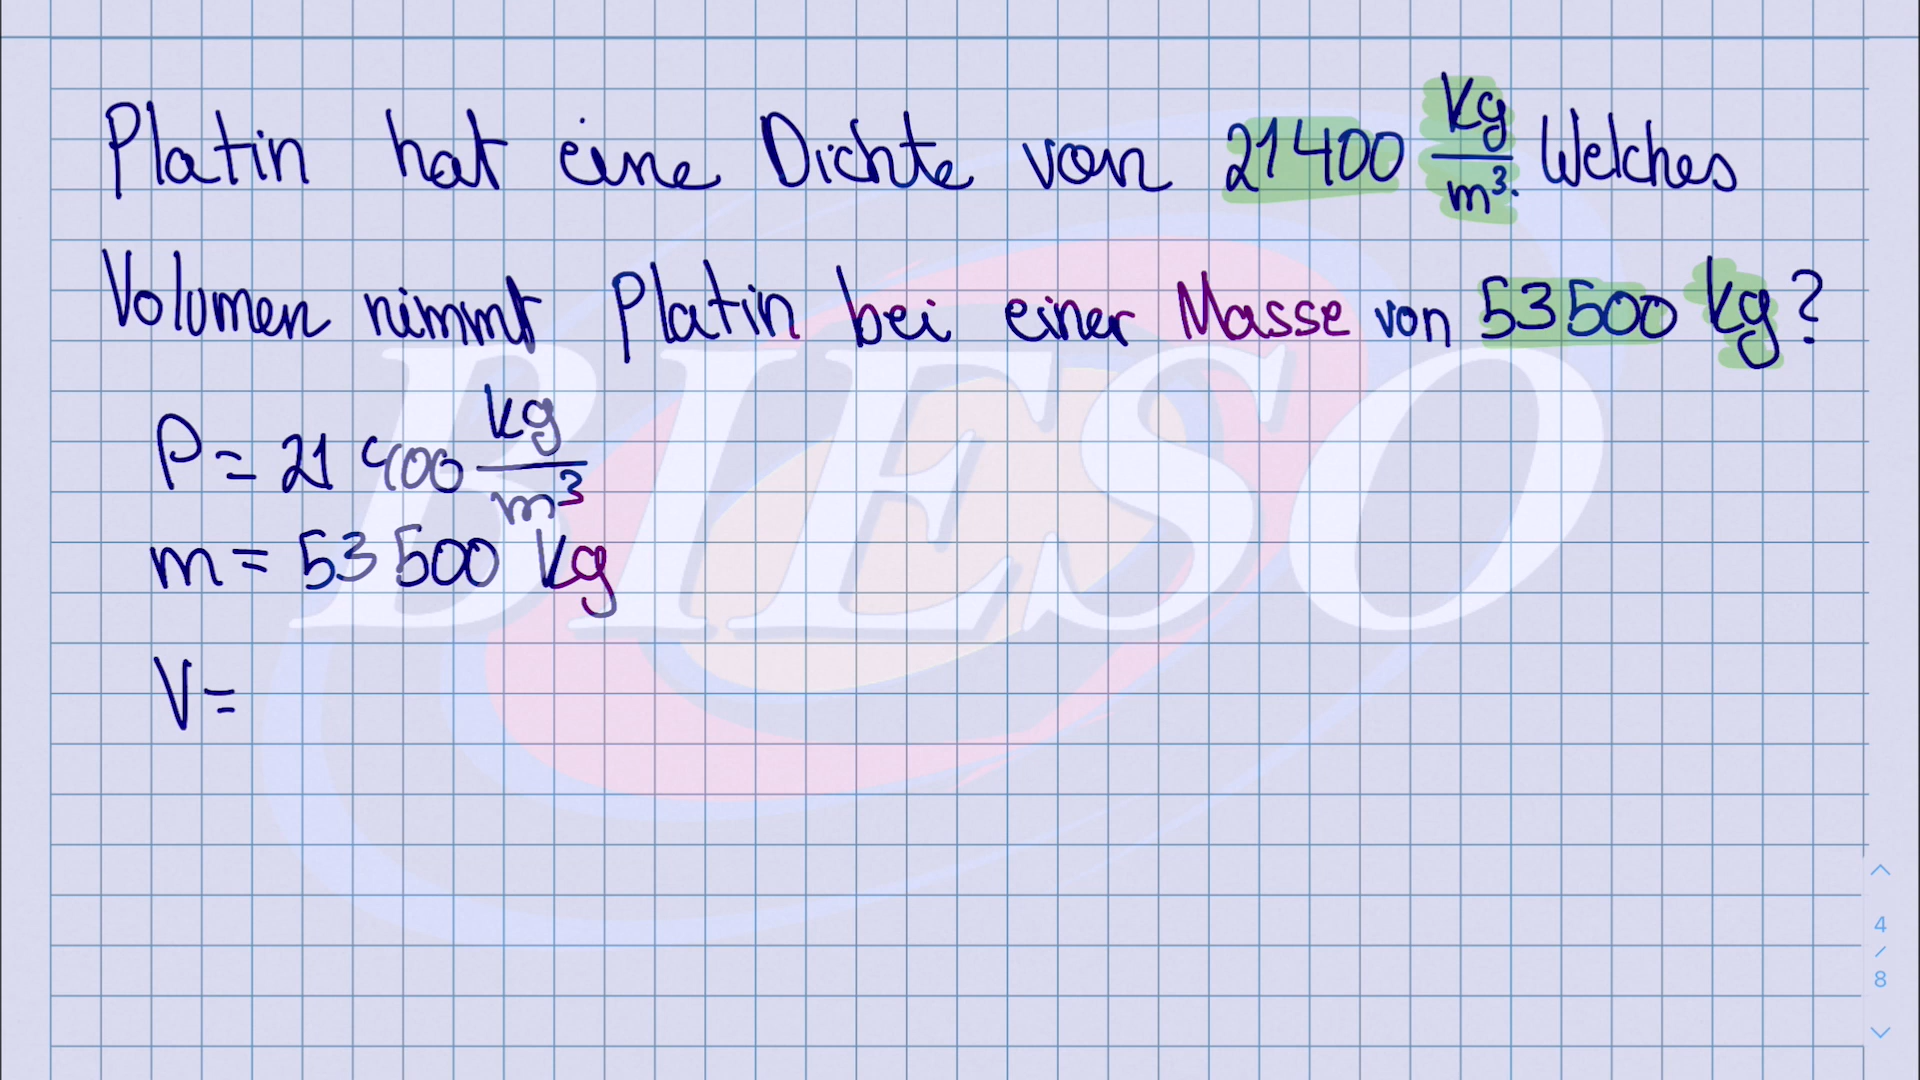 Platin hat eine Dichte von 21400 kg/m³. Welches
Volumen nimmt Platin bei einer Masse von 53500 kg?
ρ = 21 400 kg/m³
m = 53 500 kg
V =
BIESO
4
/
8